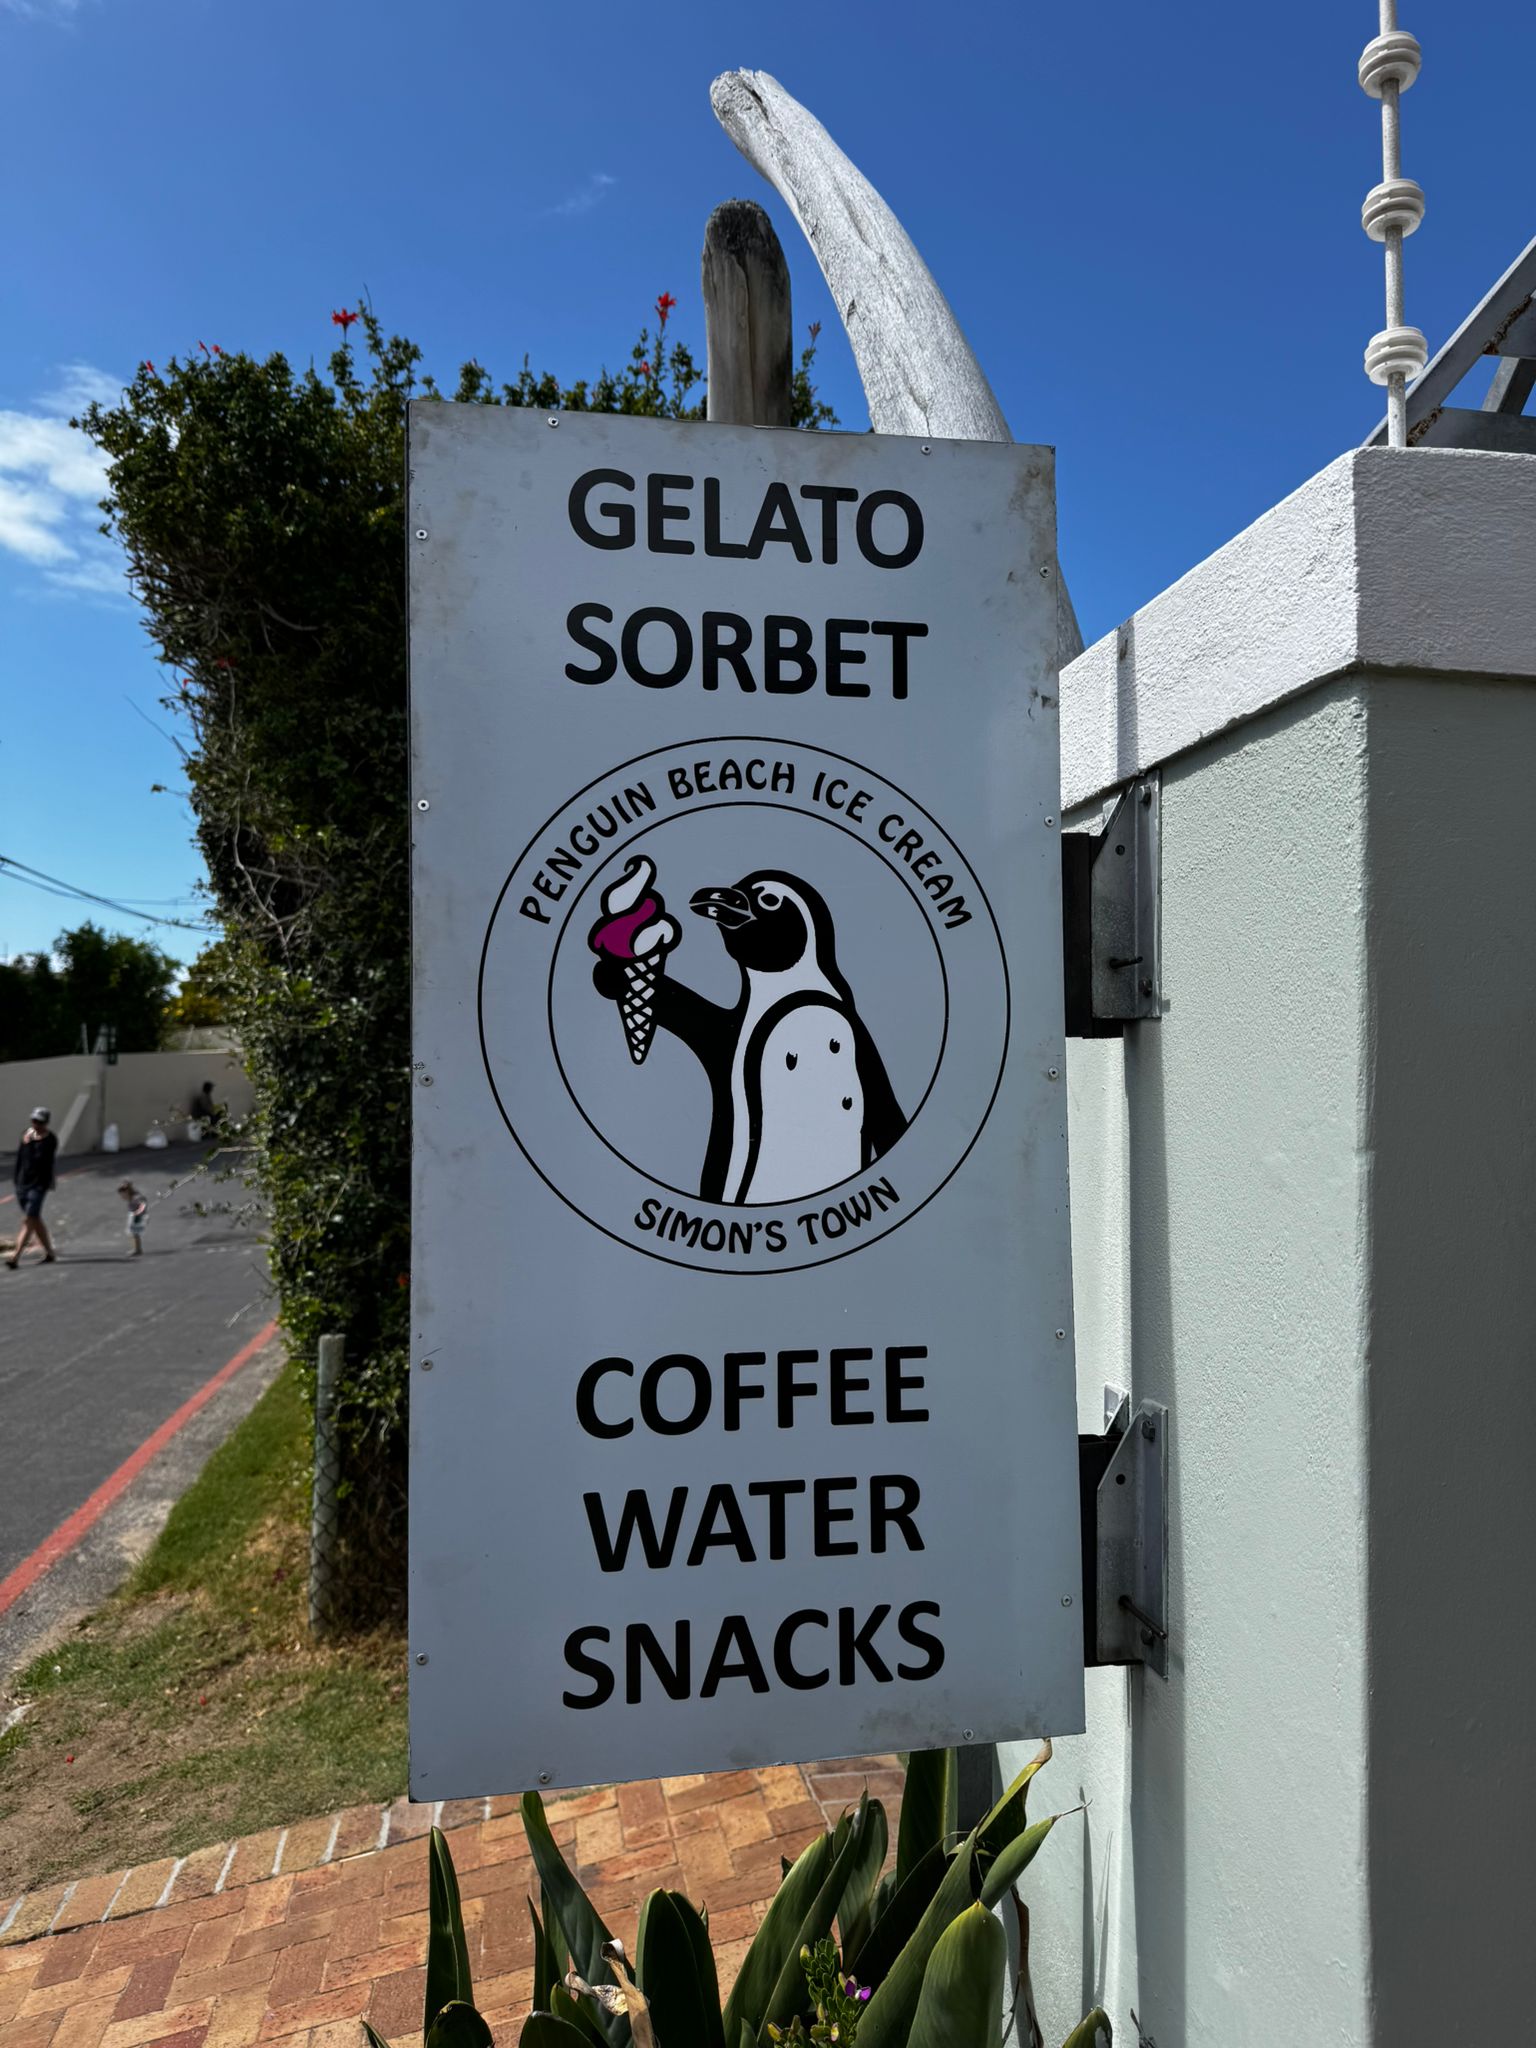 GELATO
SORBET
PENGUIN BEACH ICE CREAM
SIMON'S TOWN
COFFEE
WATER
SNACKS